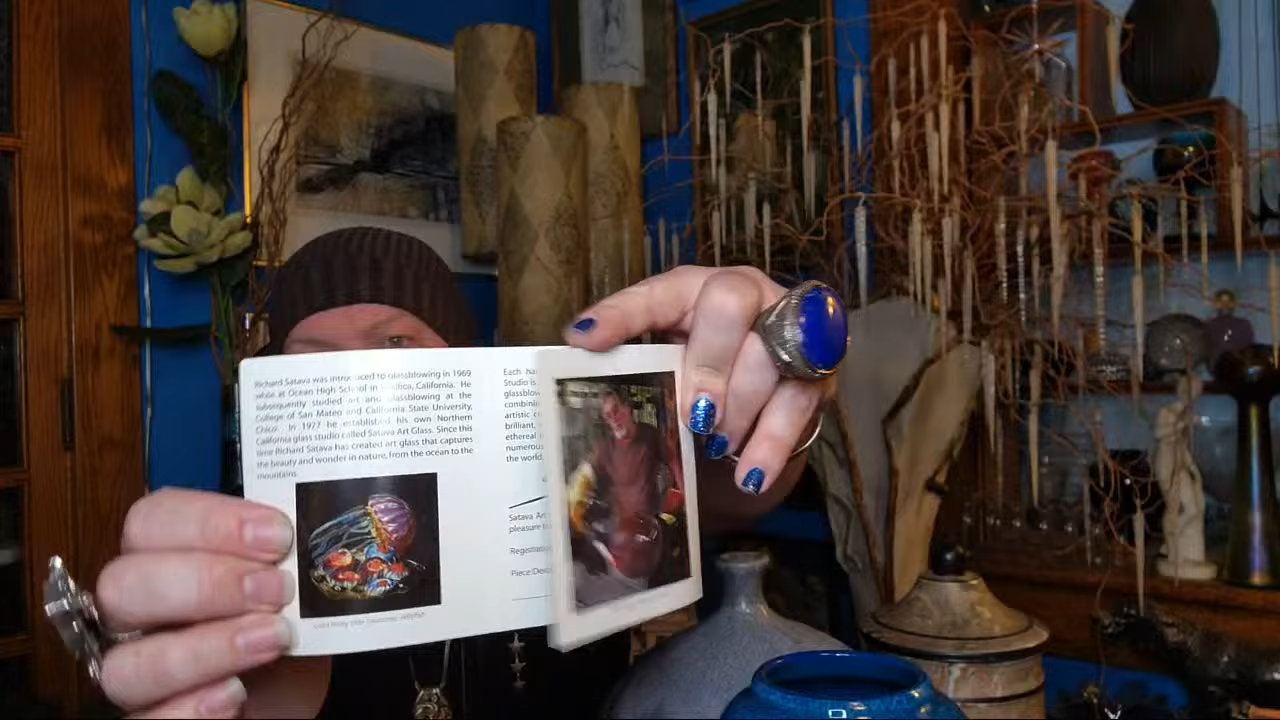 Richard Satava was introduced to glassblowing in 1969
while at Ocean High School in Pacifica, California. He
subsequently studied art and glassblowing at the
College of San Mateo and California State University,
Chico. In 1977 he established his own Northern
California glass studio called Satava Art Glass. Since this
time Richard Satava has created art glass that captures
the beauty and wonder in nature, from the ocean to the
mountains.
Each ha
Studio is
glassblow
combini
artistic c
brilliant,
ethereal
numerous
the world.
Satava Art
pleasure t
Registratio
Piece/Desc